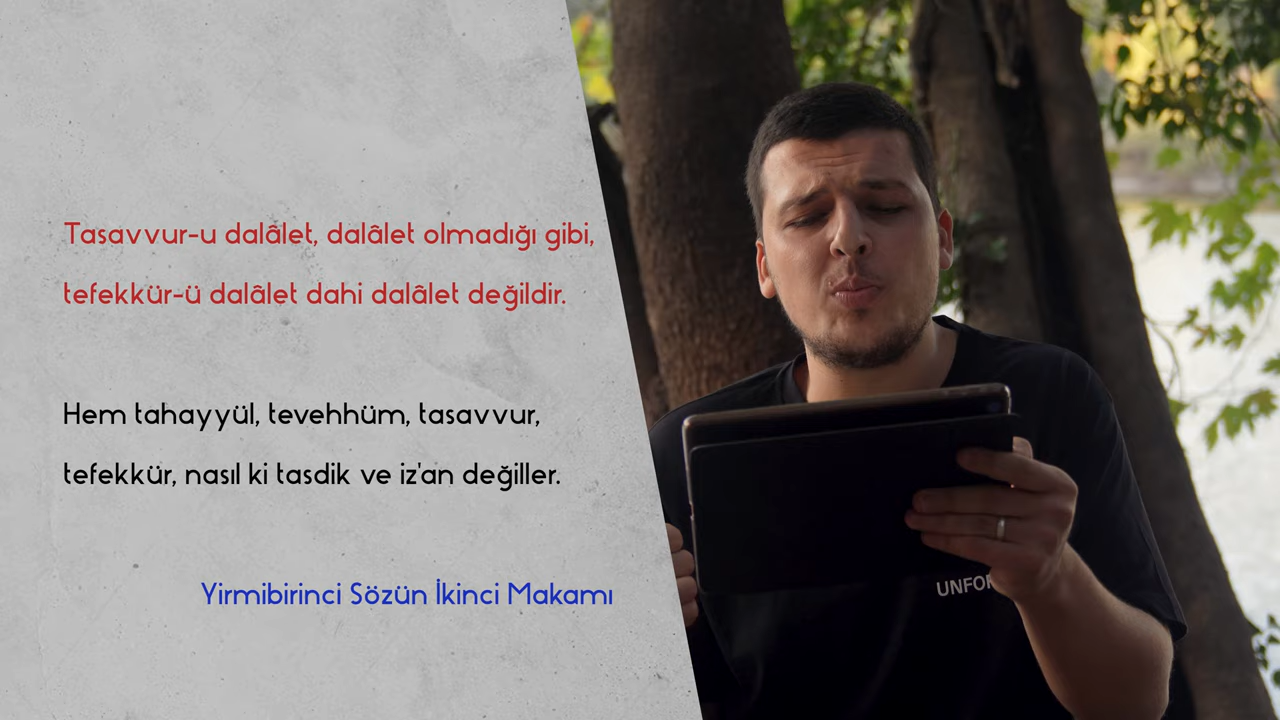 Tasavvur-u dalâlet, dalâlet olmadığı gibi,
tefekkür-ü dalâlet dahi dalâlet değildir.
Hem tahayyül, tevehhüm, tasavvur,
tefekkür, nasıl ki tasdik ve iz'an değiller.
Yirmibirinci Sözün İkinci Makamı